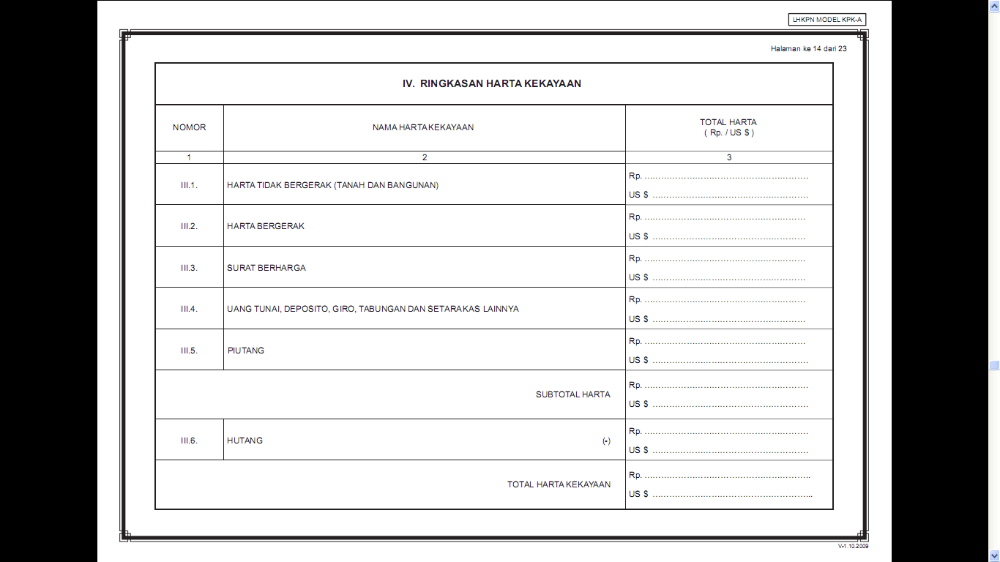 LHKPN MODEL KPK-A
Halaman ke 14 dari 23
IV. RINGKASAN HARTA KEKAYAAN
NOMOR
NAMA HARTA KEKAYAAN
TOTAL HARTA
( Rp. / US $ )
1
2
3
III.1.
HARTA TIDAK BERGERAK (TANAH DAN BANGUNAN)
Rp. ………………………………………………….
US $ ……………………………………………….
III.2.
HARTA BERGERAK
Rp. …………………………………………………
US $ ………………………………………………
III.3.
SURAT BERHARGA
Rp. …………………………………………………
US $ ………………………………………………
III.4.
UANG TUNAI, DEPOSITO, GIRO, TABUNGAN DAN SETARA KAS LAINNYA
Rp. …………………………………………………
US $ ………………………………………………
III.5.
PIUTANG
Rp. …………………………………………………
US $ ……………………………………………….
SUBTOTAL HARTA
Rp. ………………………………………………….
US $ ……………………………………………….
III.6.
HUTANG (-)
Rp. ………………………………………………….
US $ ……………………………………………….
TOTAL HARTA KEKAYAAN
Rp. …………………………………………………..
US $ ………………………………………………...
V-1.10.2009